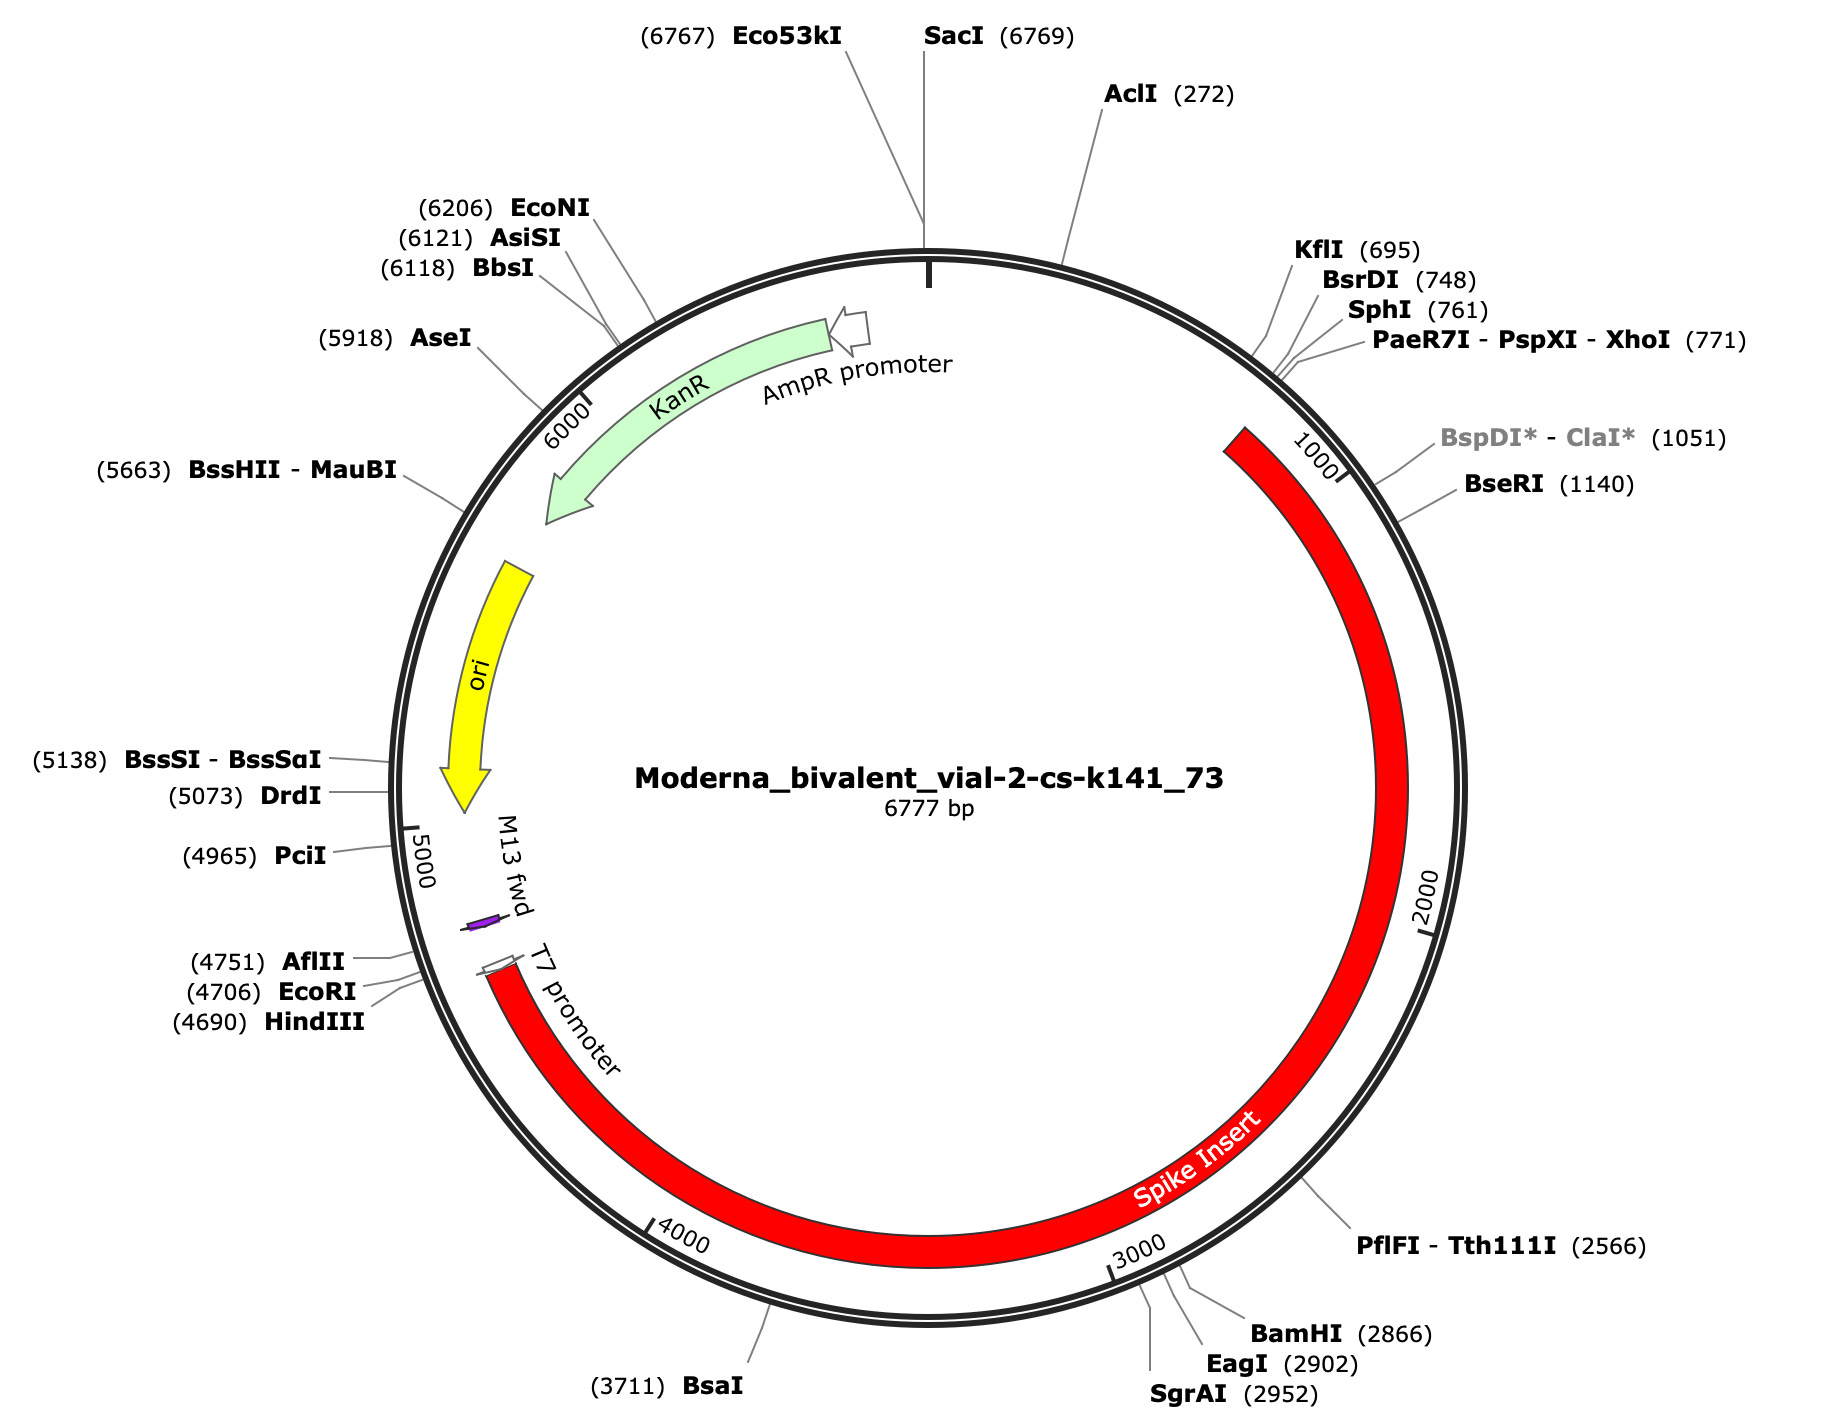 (6767) Eco53kI
SacI (6769)
AclI (272)
(6206) EcoNI
(6121) AsiSI
(6118) BbsI
(5918) AseI
(5663) BssHII - MauBI
KflI (695)
BsrDI (748)
SphI (761)
PaeR7I - PspXI - XhoI (771)
BspDI* - ClaI* (1051)
BseRI (1140)
AmpR promoter
KanR
6000
1000
ori
Moderna_bivalent_vial-2-cs-k141_73
6777 bp
(5138) BssSI - BssSαI
(5073) DrdI
(4965) PciI
5000
M13 fwd
2000
(4751) AflII
(4706) EcoRI
(4690) HindIII
T7 promoter
Spike Insert
4000
3000
PflFI - Tth111I (2566)
BamHI (2866)
EagI (2902)
SgrAI (2952)
(3711) BsaI